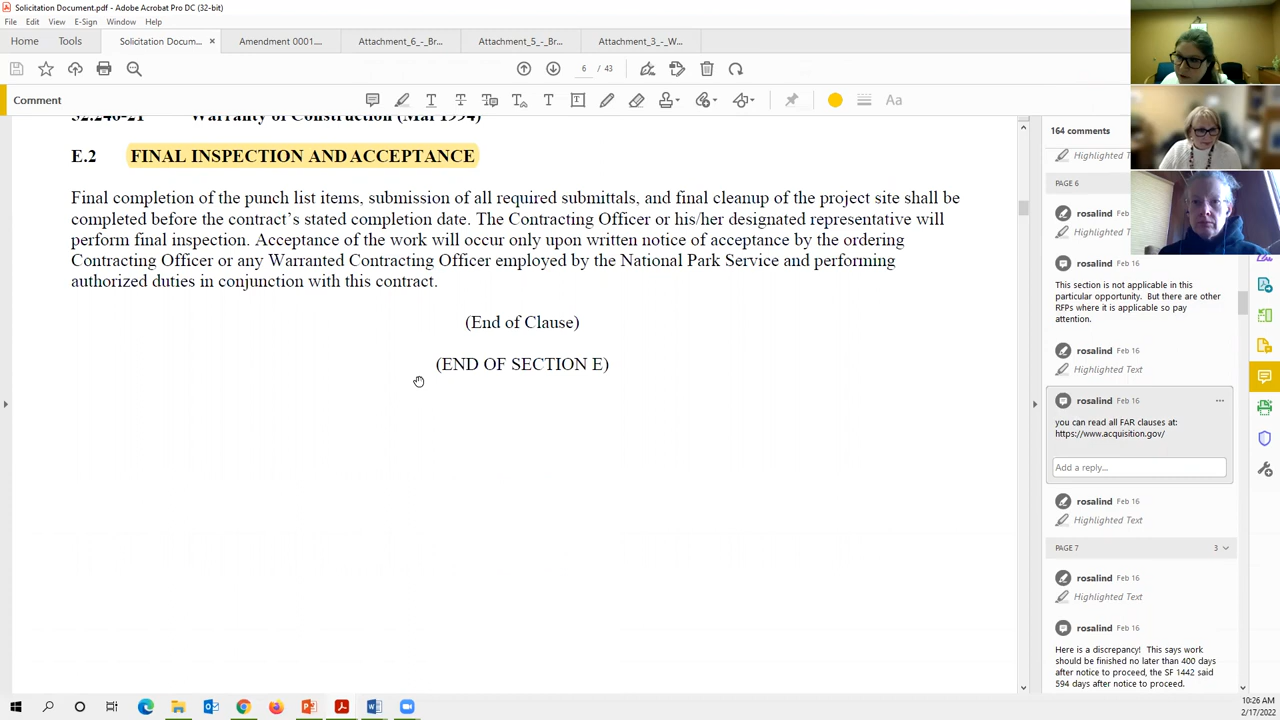 Solicitation Document.pdf - Adobe Acrobat Pro DC (32-bit)
File Edit View E-Sign Window Help
Home Tools Solicitation Docum... × Amendment 0001.... Attachment_6_-_Br... Attachment_5_-_Br... Attachment_3_-_W...
6 / 43
Comment
Aa
52.246-21 Warranty of Construction (Mar 1994)
E.2 FINAL INSPECTION AND ACCEPTANCE
Final completion of the punch list items, submission of all required submittals, and final cleanup of the project site shall be
completed before the contract's stated completion date. The Contracting Officer or his/her designated representative will
perform final inspection. Acceptance of the work will occur only upon written notice of acceptance by the ordering
Contracting Officer or any Warranted Contracting Officer employed by the National Park Service and performing
authorized duties in conjunction with this contract.
(End of Clause)
(END OF SECTION E)
164 comments
Highlighted T
PAGE 6
rosalind Feb
Highlighted T
rosalind Feb 16
This section is not applicable in this
particular opportunity. But there are other
RFPs where it is applicable so pay
attention.
rosalind Feb 16
Highlighted Text
rosalind Feb 16 ...
you can read all FAR clauses at:
https://www.acquisition.gov/
Add a reply...
rosalind Feb 16
Highlighted Text
PAGE 7 3
rosalind Feb 16
Highlighted Text
rosalind Feb 16
Here is a discrepancy! This says work
should be finished no later than 400 days
after notice to proceed, the SF 1442 said
594 days after notice to proceed.
10:26 AM
2/17/2022